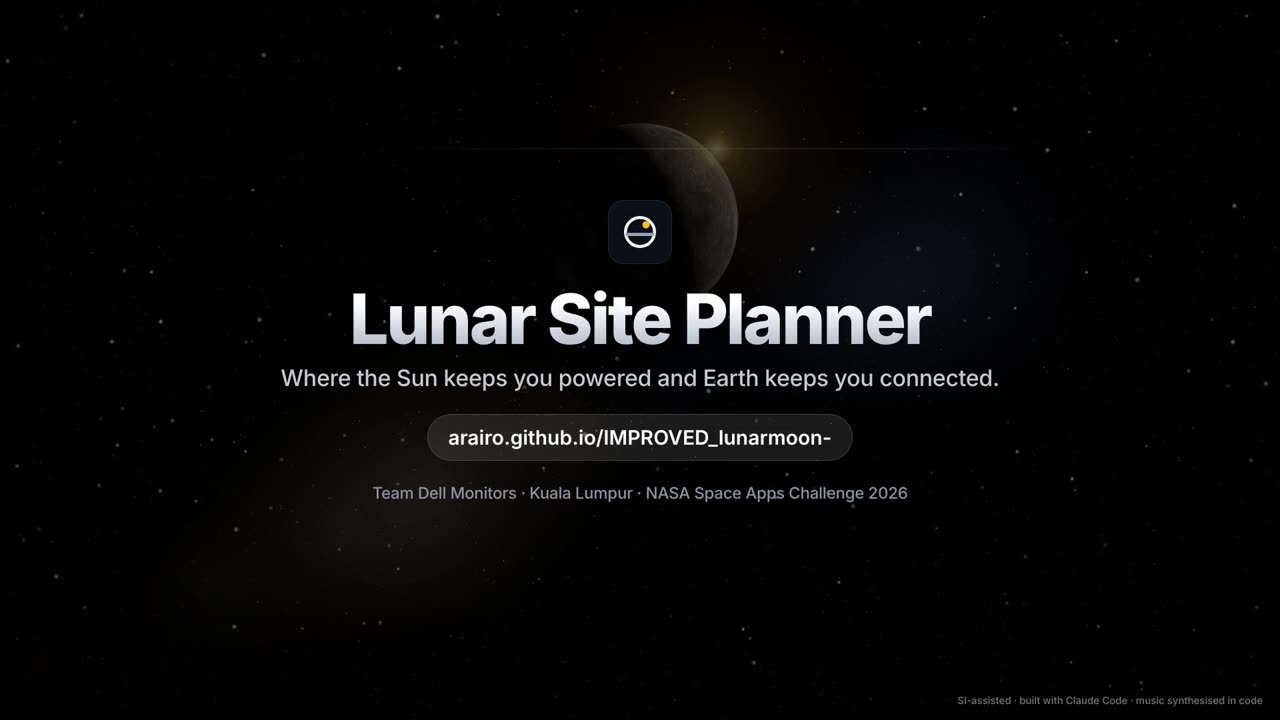 Lunar Site Planner
Where the Sun keeps you powered and Earth keeps you connected.
arairo.github.io/IMPROVED_lunarmoon-
Team Dell Monitors · Kuala Lumpur · NASA Space Apps Challenge 2026
SI-assisted · built with Claude Code · music synthesised in code